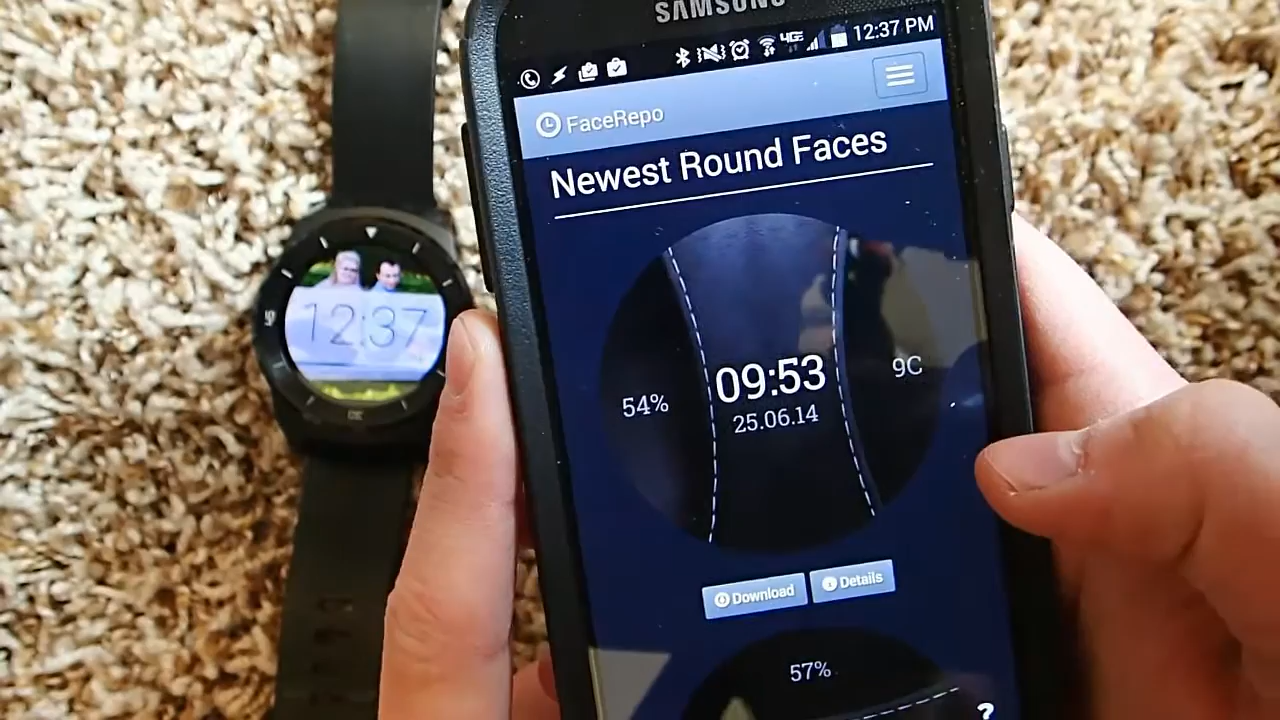 SAMSUNG
4G
12:37 PM
FaceRepo
Newest Round Faces
12:37
09:53
54%
9C
25.06.14
Download
Details
57%
?